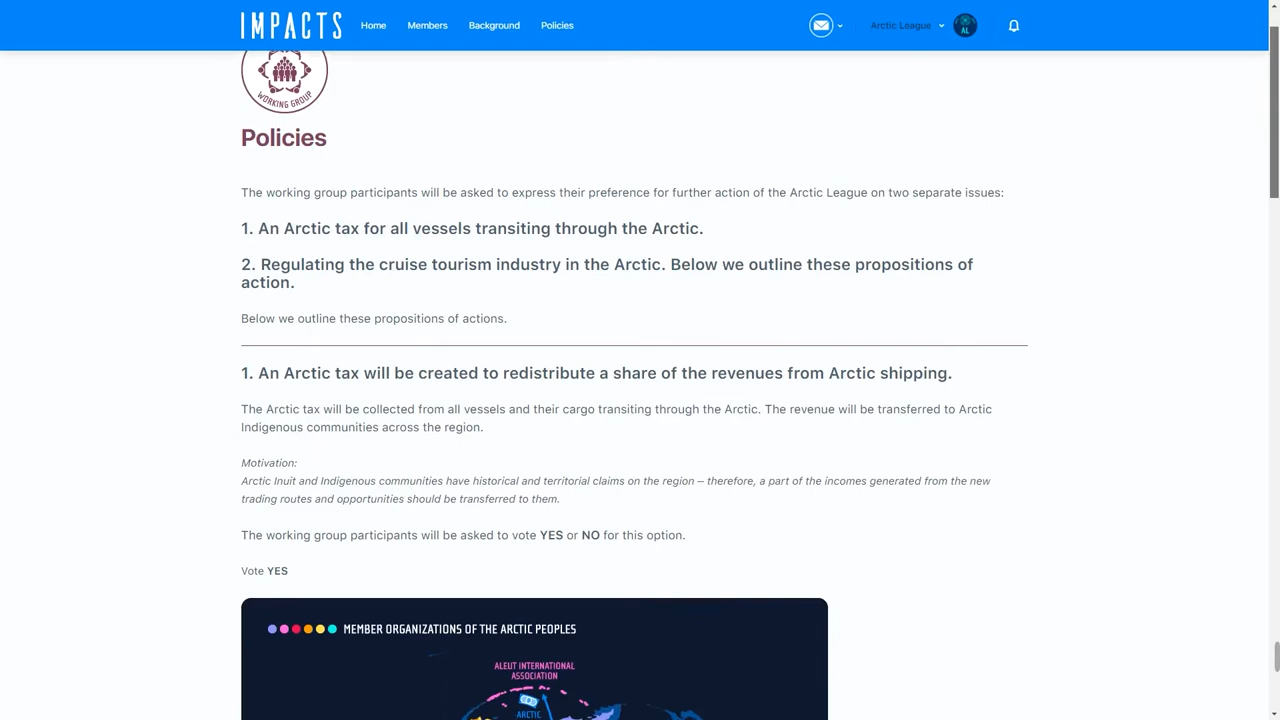 IMPACTS Home Members Background Policies Arctic League
AL
WORKING GROUP
Policies
The working group participants will be asked to express their preference for further action of the Arctic League on two separate issues:
1. An Arctic tax for all vessels transiting through the Arctic.
2. Regulating the cruise tourism industry in the Arctic. Below we outline these propositions of
action.
Below we outline these propositions of actions.
1. An Arctic tax will be created to redistribute a share of the revenues from Arctic shipping.
The Arctic tax will be collected from all vessels and their cargo transiting through the Arctic. The revenue will be transferred to Arctic
Indigenous communities across the region.
Motivation:
Arctic Inuit and Indigenous communities have historical and territorial claims on the region – therefore, a part of the incomes generated from the new
trading routes and opportunities should be transferred to them.
The working group participants will be asked to vote YES or NO for this option.
Vote YES
MEMBER ORGANIZATIONS OF THE ARCTIC PEOPLES
ALEUT INTERNATIONAL
ASSOCIATION
ARCTIC